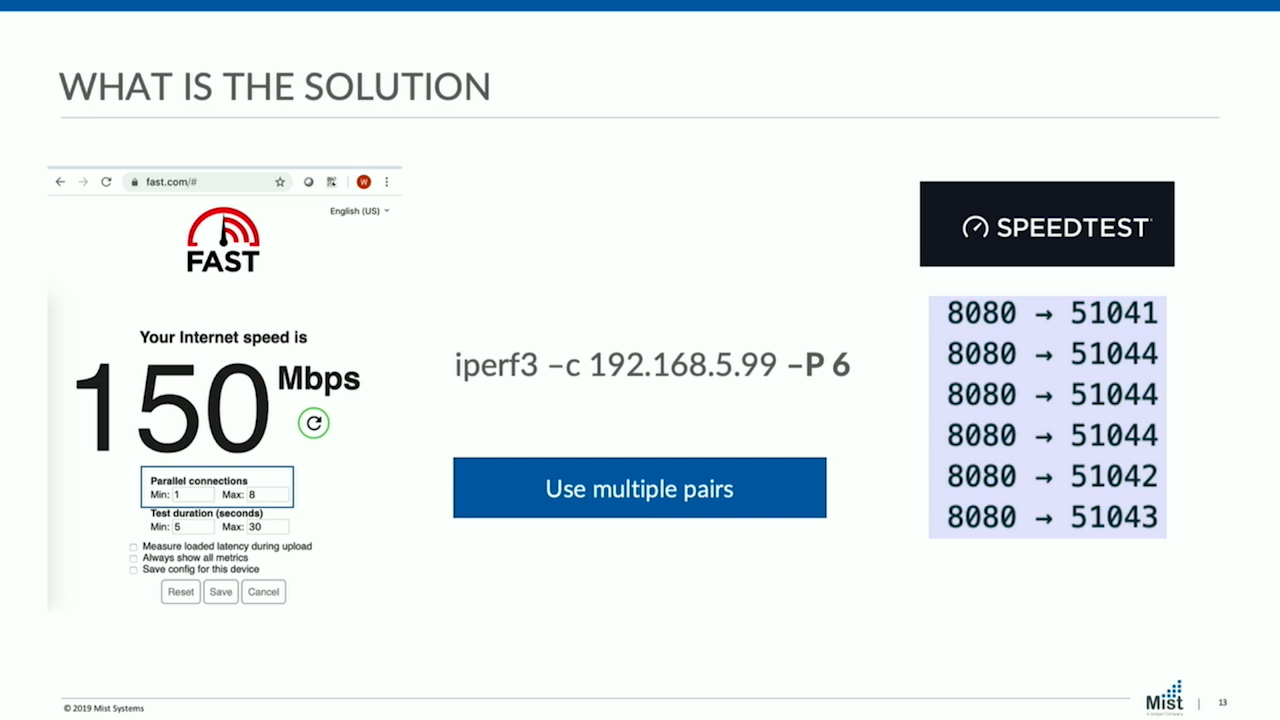 WHAT IS THE SOLUTION
fast.com/#
W
English (US)
FAST
Your Internet speed is
150 Mbps
Parallel connections
Min: 1 Max: 8
Test duration (seconds)
Min: 5 Max: 30
Measure loaded latency during upload
Always show all metrics
Save config for this device
Reset Save Cancel
iperf3 –c 192.168.5.99 –P 6
Use multiple pairs
SPEEDTEST
8080 → 51041
8080 → 51044
8080 → 51044
8080 → 51044
8080 → 51042
8080 → 51043
© 2019 Mist Systems
Mist
A Juniper Company
13